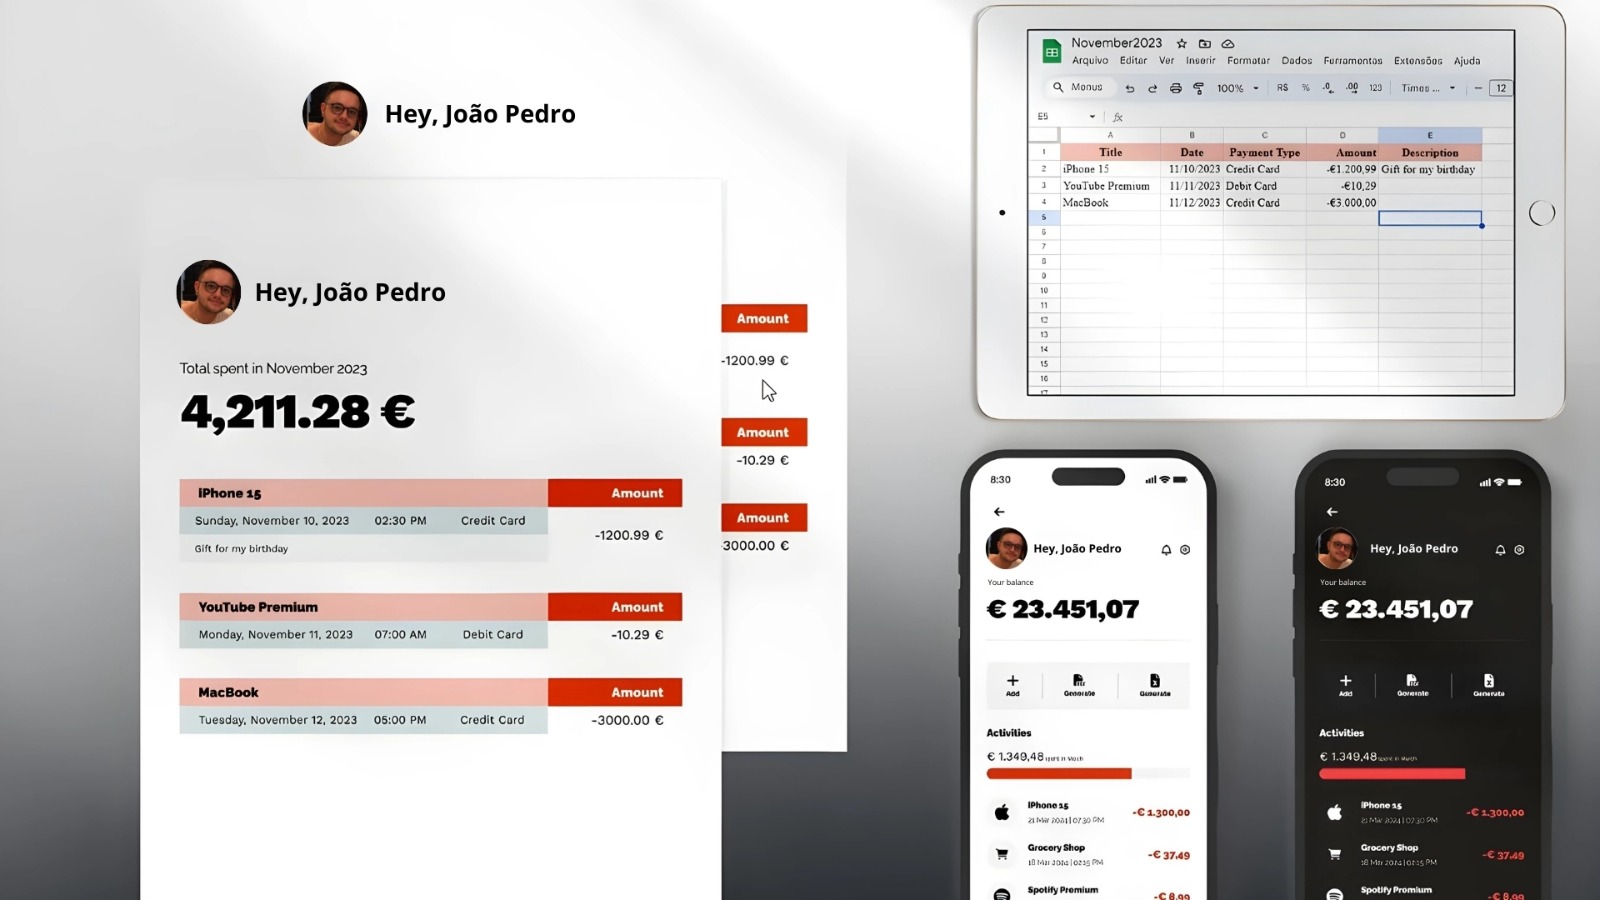 Hey, João Pedro
Hey, João Pedro
Total spent in November 2023
4,211.28 €
iPhone 15 Amount
Sunday, November 10, 2023 02:30 PM Credit Card
-1200.99 €
Gift for my birthday
YouTube Premium Amount
Monday, November 11, 2023 07:00 AM Debit Card -10.29 €
MacBook Amount
Tuesday, November 12, 2023 05:00 PM Credit Card -3000.00 €
Amount
-1200.99 €
Amount
-10.29 €
Amount
3000.00 €
November2023
Arquivo Editar Ver Inserir Formatar Dados Ferramentas Extensões Ajuda
Menus 100% R$ % .0 .00 123 Times ... − 12
E5 fx
A B C D E
1 Title Date Payment Type Amount Description
2 iPhone 15 11/10/2023 Credit Card -€1.200,99 Gift for my birthday
3 YouTube Premium 11/11/2023 Debit Card -€10,29
4 MacBook 11/12/2023 Credit Card -€3.000,00
5
6
7
8
9
10
11
12
13
14
15
16
17
8:30
Hey, João Pedro
Your balance
€ 23.451,07
Add Generate Generate
Activities
€ 1.349,48 spent in March
iPhone 15 -€ 1.300,00
21 Mar 2024 | 07:30 PM
Grocery Shop -€ 37,49
18 Mar 2024 | 02:15 PM
Spotify Premium -€ 8,99
8:30
Hey, João Pedro
Your balance
€ 23.451,07
Add Generate Generate
Activities
€ 1.349,48 spent in March
iPhone 15 -€ 1.300,00
21 Mar 2024 | 07:30 PM
Grocery Shop -€ 37,49
18 Mar 2024 | 02:15 PM
Spotify Premium -€ 8,99